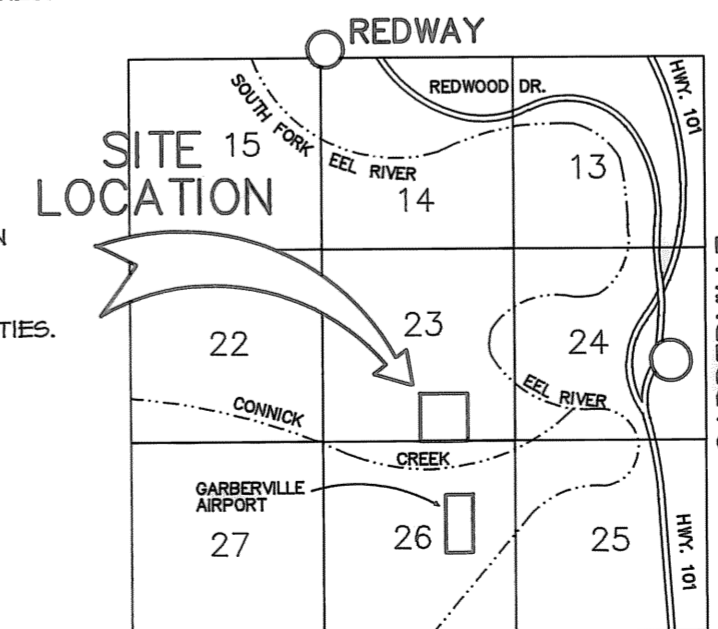 REDWAY
REDWOOD DR.
HWY. 101
SOUTH FORK EEL RIVER
SITE
LOCATION
15
14
13
N
TIES.
22
23
24
CONNICK
CREEK
EEL RIVER
GARBERVILLE
AIRPORT
27
26
25
HWY. 101